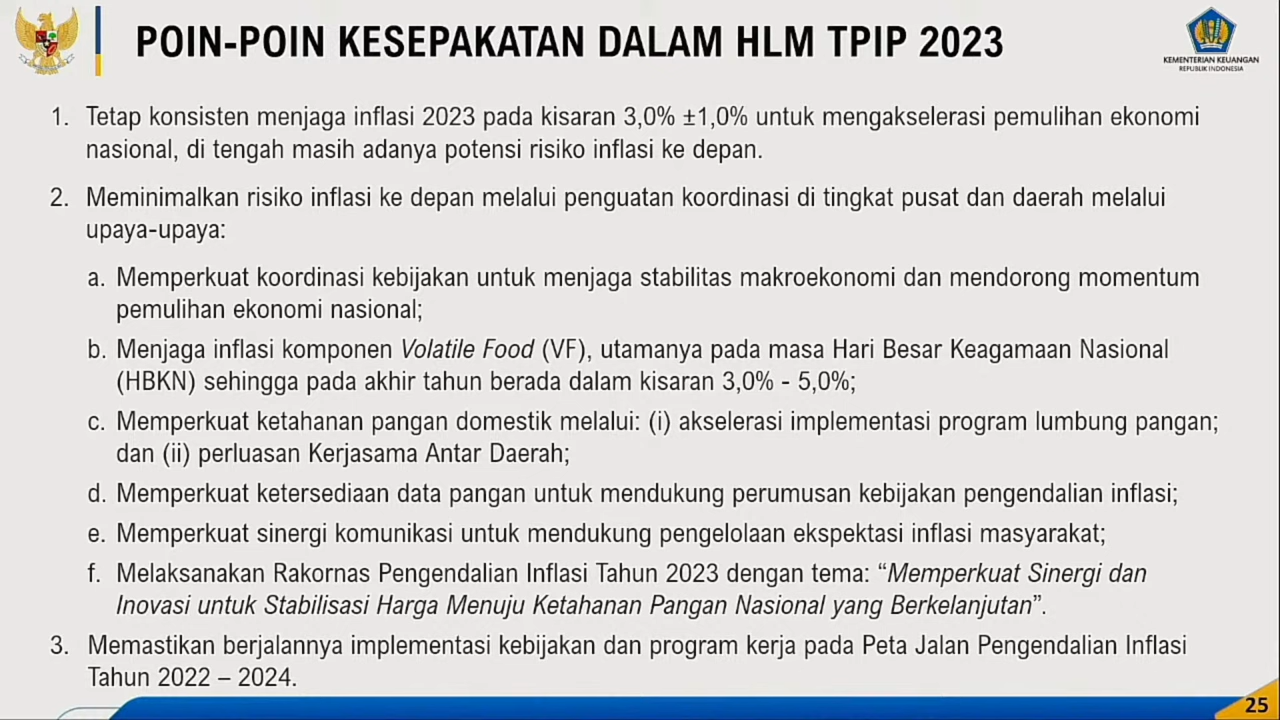 POIN-POIN KESEPAKATAN DALAM HLM TPIP 2023
KEMENTERIAN KEUANGAN
REPUBLIK INDONESIA
1. Tetap konsisten menjaga inflasi 2023 pada kisaran 3,0% ±1,0% untuk mengakselerasi pemulihan ekonomi
nasional, di tengah masih adanya potensi risiko inflasi ke depan.
2. Meminimalkan risiko inflasi ke depan melalui penguatan koordinasi di tingkat pusat dan daerah melalui
upaya-upaya:
a. Memperkuat koordinasi kebijakan untuk menjaga stabilitas makroekonomi dan mendorong momentum
pemulihan ekonomi nasional;
b. Menjaga inflasi komponen Volatile Food (VF), utamanya pada masa Hari Besar Keagamaan Nasional
(HBKN) sehingga pada akhir tahun berada dalam kisaran 3,0% - 5,0%;
c. Memperkuat ketahanan pangan domestik melalui: (i) akselerasi implementasi program lumbung pangan;
dan (ii) perluasan Kerjasama Antar Daerah;
d. Memperkuat ketersediaan data pangan untuk mendukung perumusan kebijakan pengendalian inflasi;
e. Memperkuat sinergi komunikasi untuk mendukung pengelolaan ekspektasi inflasi masyarakat;
f. Melaksanakan Rakornas Pengendalian Inflasi Tahun 2023 dengan tema: “Memperkuat Sinergi dan
Inovasi untuk Stabilisasi Harga Menuju Ketahanan Pangan Nasional yang Berkelanjutan”.
3. Memastikan berjalannya implementasi kebijakan dan program kerja pada Peta Jalan Pengendalian Inflasi
Tahun 2022 – 2024.
25